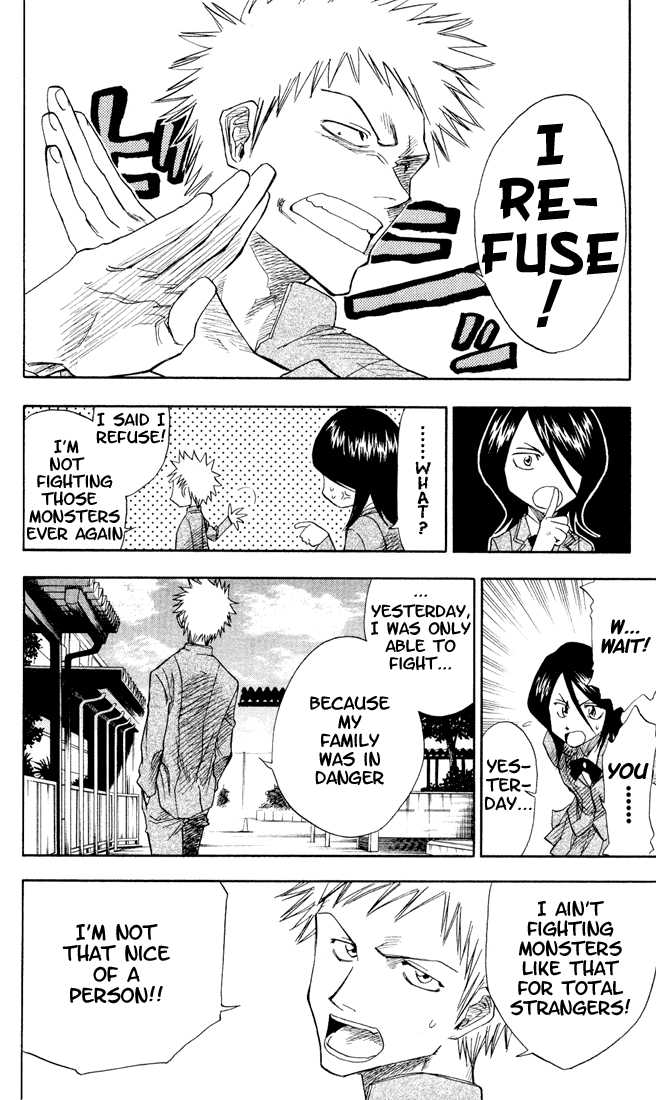 I
RE-
FUSE
!
......WHAT?
I SAID I
REFUSE!
I'M
NOT
FIGHTING
THOSE
MONSTERS
EVER AGAIN
W...
WAIT!
YOU
......
YES-
TER-
DAY...
...
YESTERDAY,
I WAS ONLY
ABLE TO
FIGHT...
BECAUSE
MY
FAMILY
WAS IN
DANGER
I AIN'T
FIGHTING
MONSTERS
LIKE THAT
FOR TOTAL
STRANGERS!
I'M NOT
THAT NICE
OF A
PERSON!!